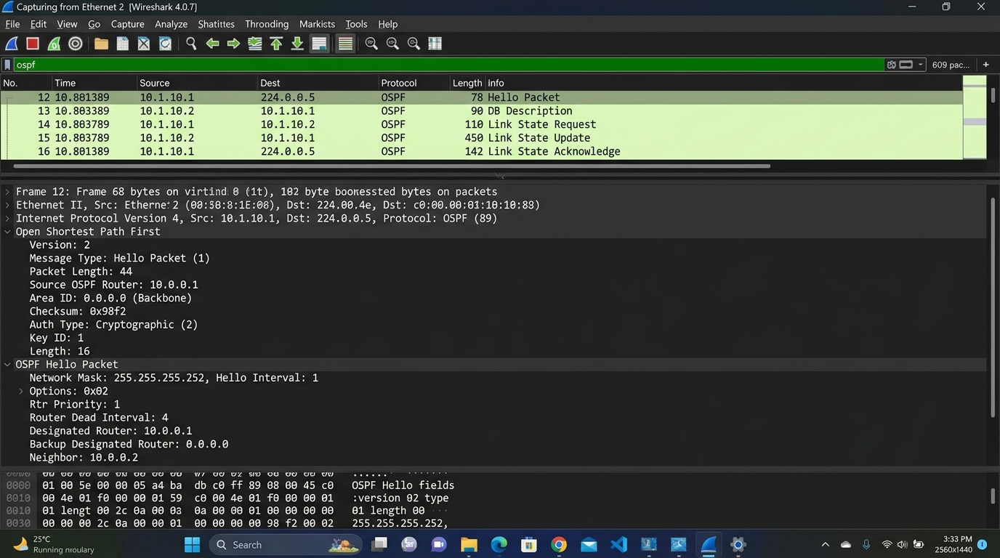 Capturing from Ethernet 2 [Wireshark 4.0.7]
File Edit View Go Capture Analyze Shatites Thronding Markists Tools Help
ospf 609 pac... +
No. Time Source Dest Protocol Length Info
12 10.801389 10.1.10.1 224.0.0.5 OSPF 78 Hello Packet
13 10.803389 10.1.10.2 10.1.10.1 OSPF 90 DB Description
14 10.803789 10.1.10.1 10.1.10.2 OSPF 110 Link State Request
15 10.803789 10.1.10.2 10.1.10.1 OSPF 450 Link State Update
16 10.801389 10.1.10.1 224.0.0.5 OSPF 142 Link State Acknowledge
Frame 12: Frame 68 bytes on (1t), 102 byte bytes on packets
Ethernet II, Src: 2 Dst: 224.00.4e, Dst: c0:00.00:01:10:10:88)
Internet Protocol Version 4, Src: 10.1.10.1, Dst: 224.0.0.5, Protocol: OSPF (89)
Open Shortest Path First
Version: 2
Message Type: Hello Packet (1)
Packet Length: 44
Source OSPF Router: 10.0.0.1
Area ID: 0.0.0.0 (Backbone)
Checksum: 0x98f2
Auth Type: Cryptographic (2)
Key ID: 1
Length: 16
OSPF Hello Packet
Network Mask: 255.255.255.252, Hello Interval: 1
Options: 0x02
Rtr Priority: 1
Router Dead Interval: 4
Designated Router: 10.0.0.1
Backup Designated Router: 0.0.0.0
Neighbor: 10.0.0.2
0000 01 00 5e 00 00 05 a4 ba db c0 ff 89 08 00 45 c0 OSPF Hello fields
0010 00 4e 01 f0 00 00 01 59 c0 00 4e 01 f0 00 00 01 :version 02 type
0010 01 lengt 00 2c 0a 00 0a 00 00 01 00 00 00 00 01 length 00
0030 00 00 00 2c 0a 00 00 01 00 00 00 00 98 f2 00 02 255.255.255.252,
25°C
Running nroulary
Search
3:33 PM
2560x1440